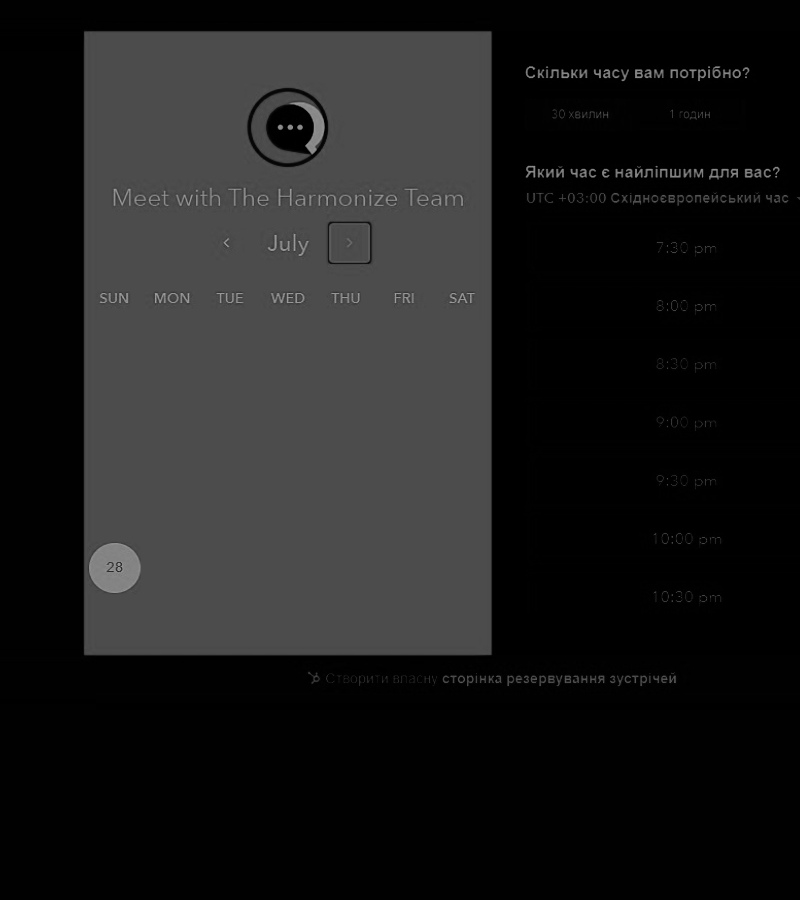 Meet with The Harmonize Team
July
SUN MON TUE WED THU FRI SAT
28
Скільки часу вам потрібно?
30 хвилин 1 годин
Який час є найліпшим для вас?
UTC +03:00 Східноєвропейський час
7:30 pm
8:00 pm
8:30 pm
9:00 pm
9:30 pm
10:00 pm
10:30 pm
Створити власну сторінка резервування зустрічей